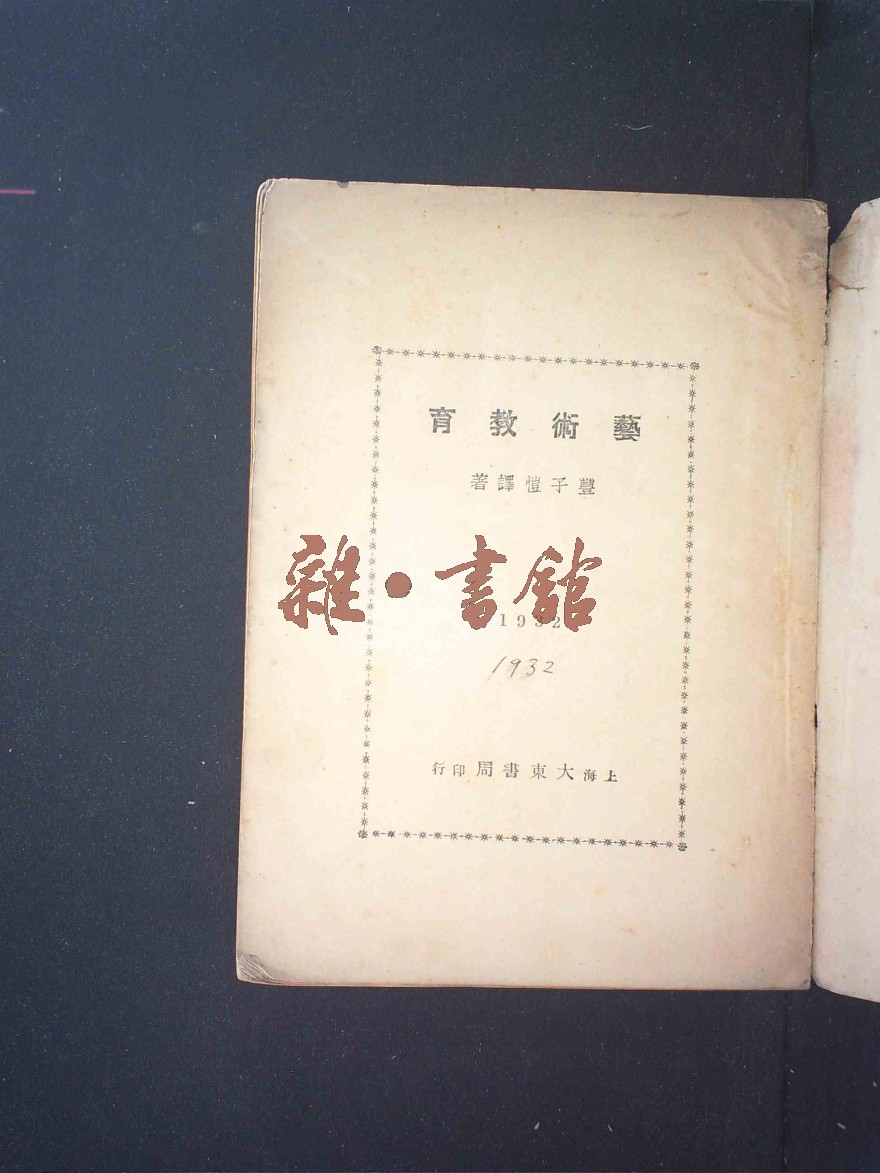 藝術教育
豐子愷譯著
雜·書館
1932
1932
上海大東書局印行